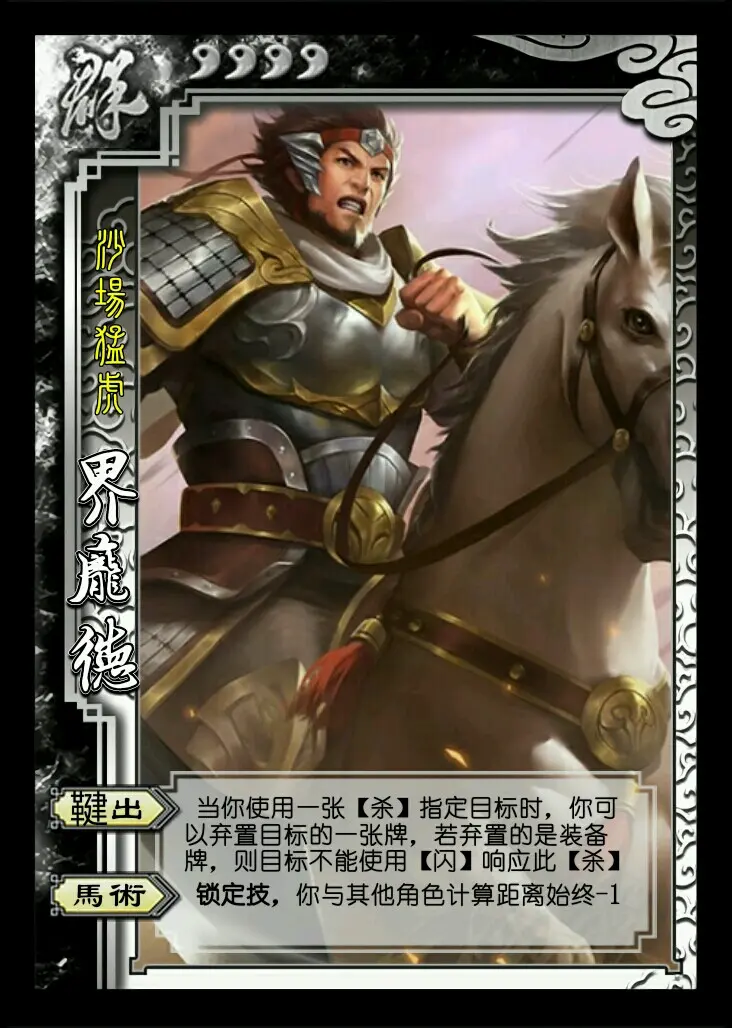 群
沙場猛虎
界龐德
鞬出
当你使用一张【杀】指定目标时，你可
以弃置目标的一张牌，若弃置的是装备
牌，则目标不能使用【闪】响应此【杀】
馬術
锁定技，你与其他角色计算距离始终-1